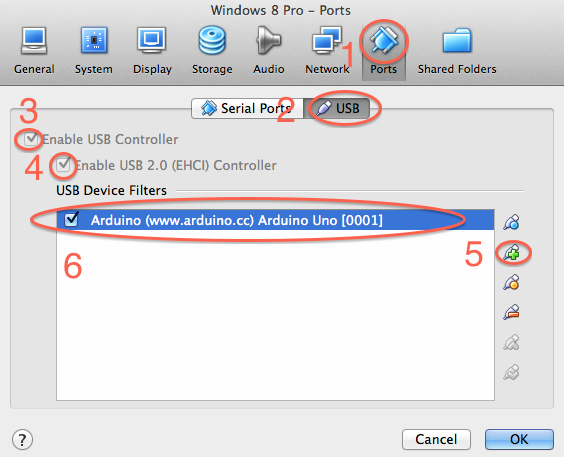 Windows 8 Pro – Ports
1
General System Display Storage Audio Network Ports Shared Folders
Serial Ports 2 USB
3
Enable USB Controller
4 Enable USB 2.0 (EHCI) Controller
USB Device Filters
Arduino (www.arduino.cc) Arduino Uno [0001]
5
6
? Cancel OK